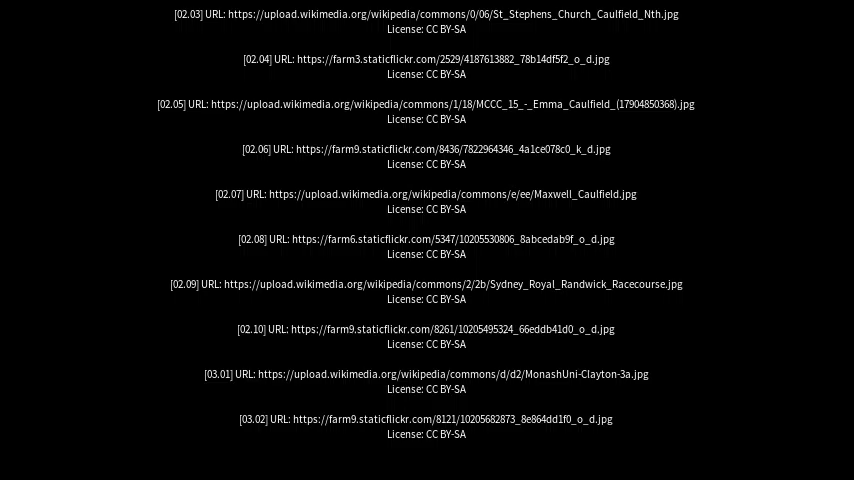 [02.03] URL: https://upload.wikimedia.org/wikipedia/commons/0/06/St_Stephens_Church_Caulfield_Nth.jpg
License: CC BY-SA
[02.04] URL: https://farm3.staticflickr.com/2529/4187613882_78b14df5f2_o_d.jpg
License: CC BY-SA
[02.05] URL: https://upload.wikimedia.org/wikipedia/commons/1/18/MCCC_15_-_Emma_Caulfield_(17904850368).jpg
License: CC BY-SA
[02.06] URL: https://farm9.staticflickr.com/8436/7822964346_4a1ce078c0_k_d.jpg
License: CC BY-SA
[02.07] URL: https://upload.wikimedia.org/wikipedia/commons/e/ee/Maxwell_Caulfield.jpg
License: CC BY-SA
[02.08] URL: https://farm6.staticflickr.com/5347/10205530806_8abcedab9f_o_d.jpg
License: CC BY-SA
[02.09] URL: https://upload.wikimedia.org/wikipedia/commons/2/2b/Sydney_Royal_Randwick_Racecourse.jpg
License: CC BY-SA
[02.10] URL: https://farm9.staticflickr.com/8261/10205495324_66eddb41d0_o_d.jpg
License: CC BY-SA
[03.01] URL: https://upload.wikimedia.org/wikipedia/commons/d/d2/MonashUni-Clayton-3a.jpg
License: CC BY-SA
[03.02] URL: https://farm9.staticflickr.com/8121/10205682873_8e864dd1f0_o_d.jpg
License: CC BY-SA